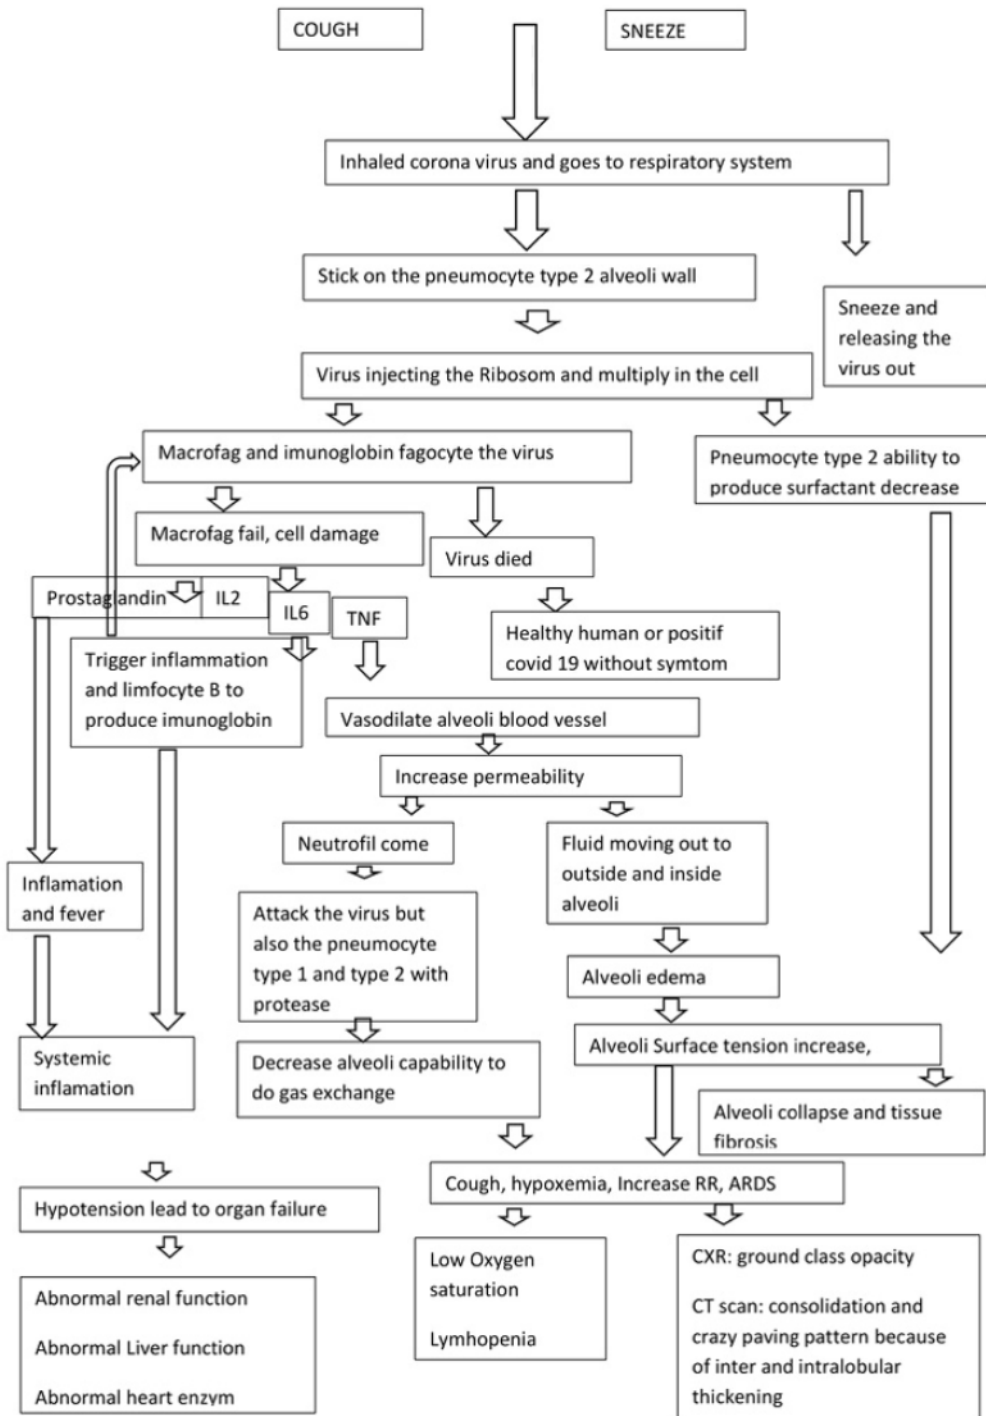 COUGH
SNEEZE
Inhaled corona virus and goes to respiratory system
Stick on the pneumocyte type 2 alveoli wall
Sneeze and
releasing the
virus out
Virus injecting the Ribosom and multiply in the cell
Macrofag and imunoglobin fagocyte the virus
Pneumocyte type 2 ability to
produce surfactant decrease
Macrofag fail, cell damage
Virus died
Prostaglandin
IL2
IL6
TNF
Healthy human or positif
covid 19 without symtom
Trigger inflammation
and limfocyte B to
produce imunoglobin
Vasodilate alveoli blood vessel
Increase permeability
Neutrofil come
Fluid moving out to
outside and inside
alveoli
Inflamation
and fever
Attack the virus but
also the pneumocyte
type 1 and type 2 with
protease
Alveoli edema
Systemic
inflamation
Decrease alveoli capability to
do gas exchange
Alveoli Surface tension increase,
Alveoli collapse and tissue
fibrosis
Cough, hypoxemia, Increase RR, ARDS
Hypotension lead to organ failure
Low Oxygen
saturation
Lymhopenia
CXR: ground class opacity
CT scan: consolidation and
crazy paving pattern because
of inter and intralobular
thickening
Abnormal renal function
Abnormal Liver function
Abnormal heart enzym